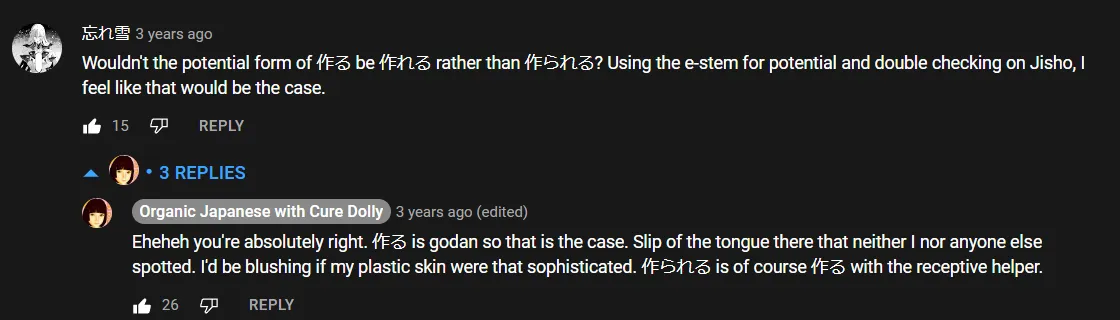 忘れ雪 3 years ago
Wouldn't the potential form of 作る be 作れる rather than 作られる? Using the e-stem for potential and double checking on Jisho, I
feel like that would be the case.
15 REPLY
• 3 REPLIES
Organic Japanese with Cure Dolly 3 years ago (edited)
Eheheh you're absolutely right. 作る is godan so that is the case. Slip of the tongue there that neither I nor anyone else
spotted. I'd be blushing if my plastic skin were that sophisticated. 作られる is of course 作る with the receptive helper.
26 REPLY